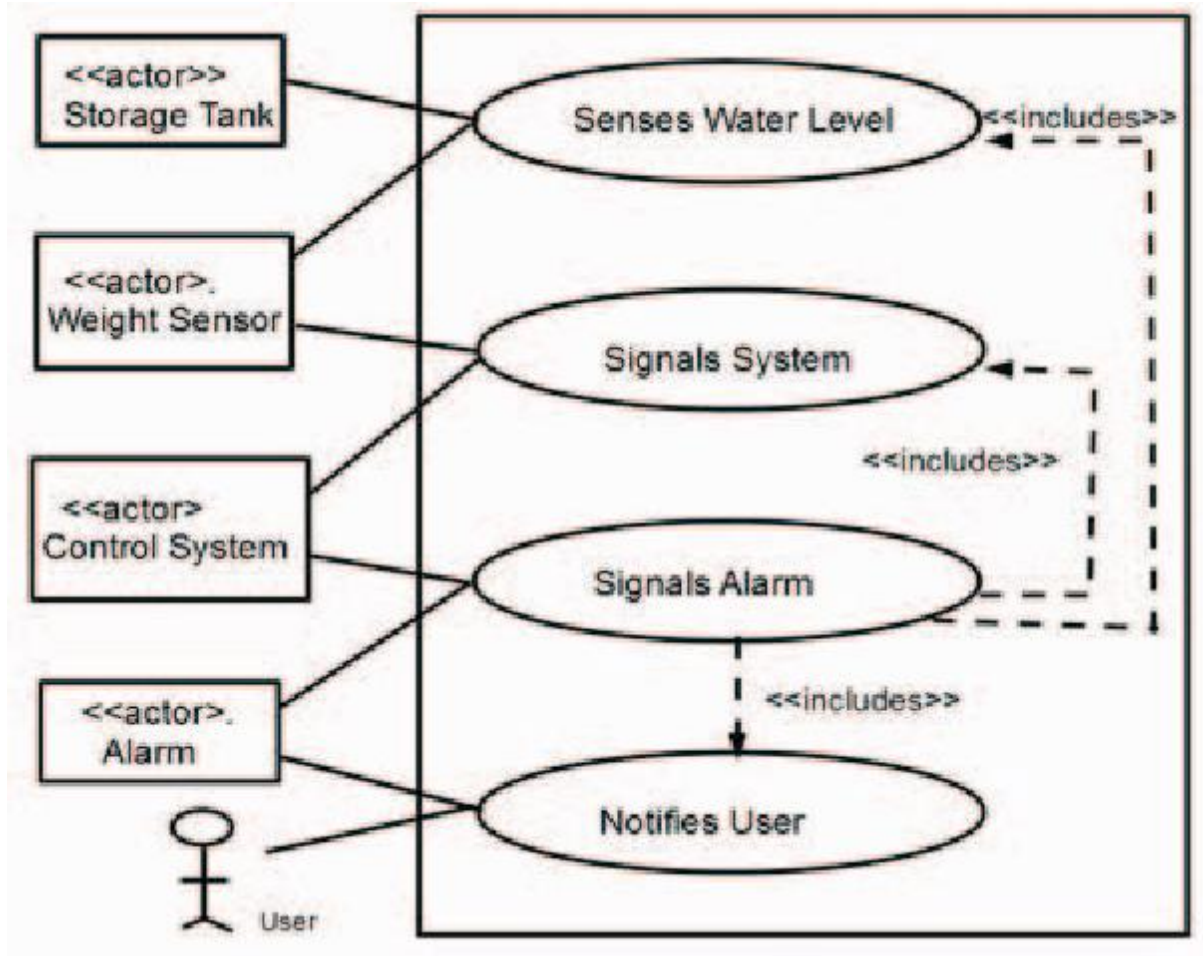 <<actor>>
Storage Tank
Senses Water Level
<<includes>>
<<actor>.
Weight Sensor
Signals System
<<includes>>
<<actor>
Control System
Signals Alarm
<<includes>>
<<actor>.
Alarm
Notifies User
User